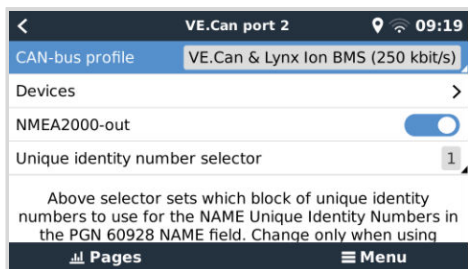 VE.Can port 2 09:19
CAN-bus profile VE.Can & Lynx Ion BMS (250 kbit/s)
Devices
NMEA2000-out
Unique identity number selector 1
Above selector sets which block of unique identity
numbers to use for the NAME Unique Identity Numbers in
the PGN 60928 NAME field. Change only when using
Pages Menu